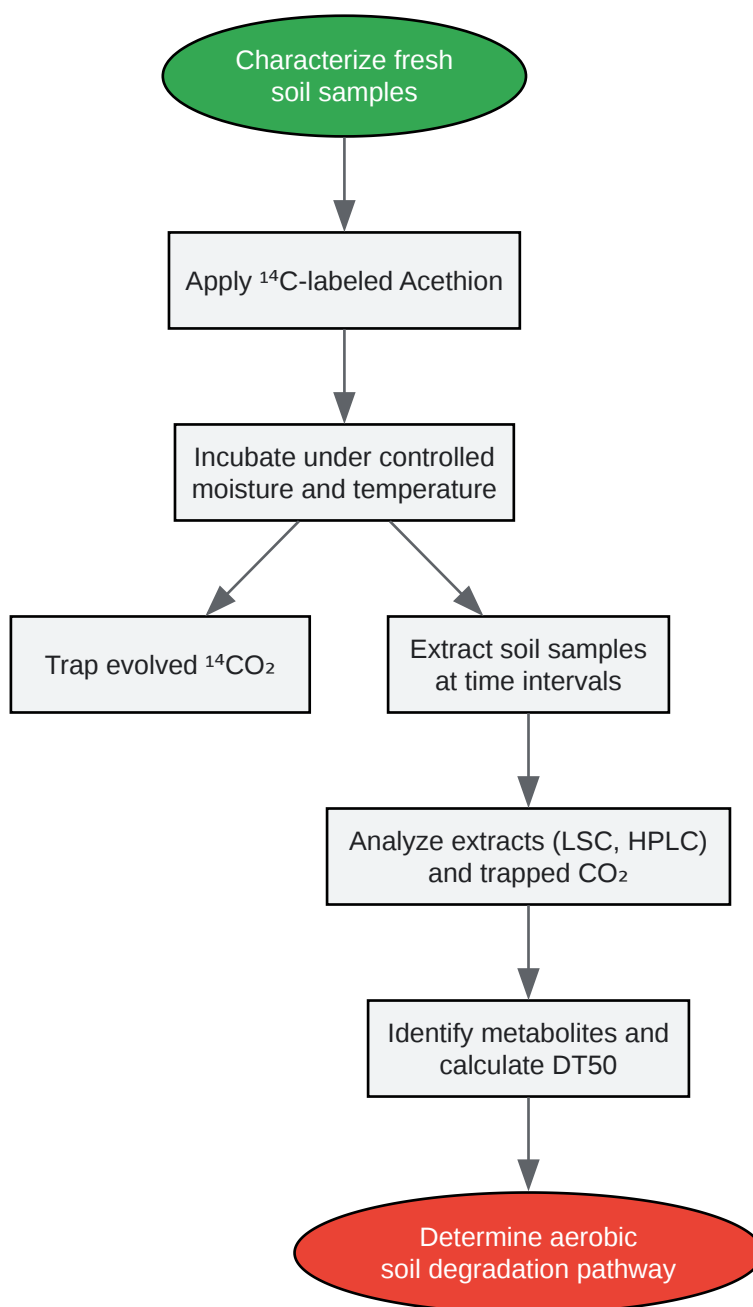 Characterize fresh
soil samples
Apply ¹⁴C-labeled Acethion
Incubate under controlled
moisture and temperature
Trap evolved ¹⁴CO₂
Extract soil samples
at time intervals
Analyze extracts (LSC, HPLC)
and trapped CO₂
Identify metabolites and
calculate DT50
Determine aerobic
soil degradation pathway